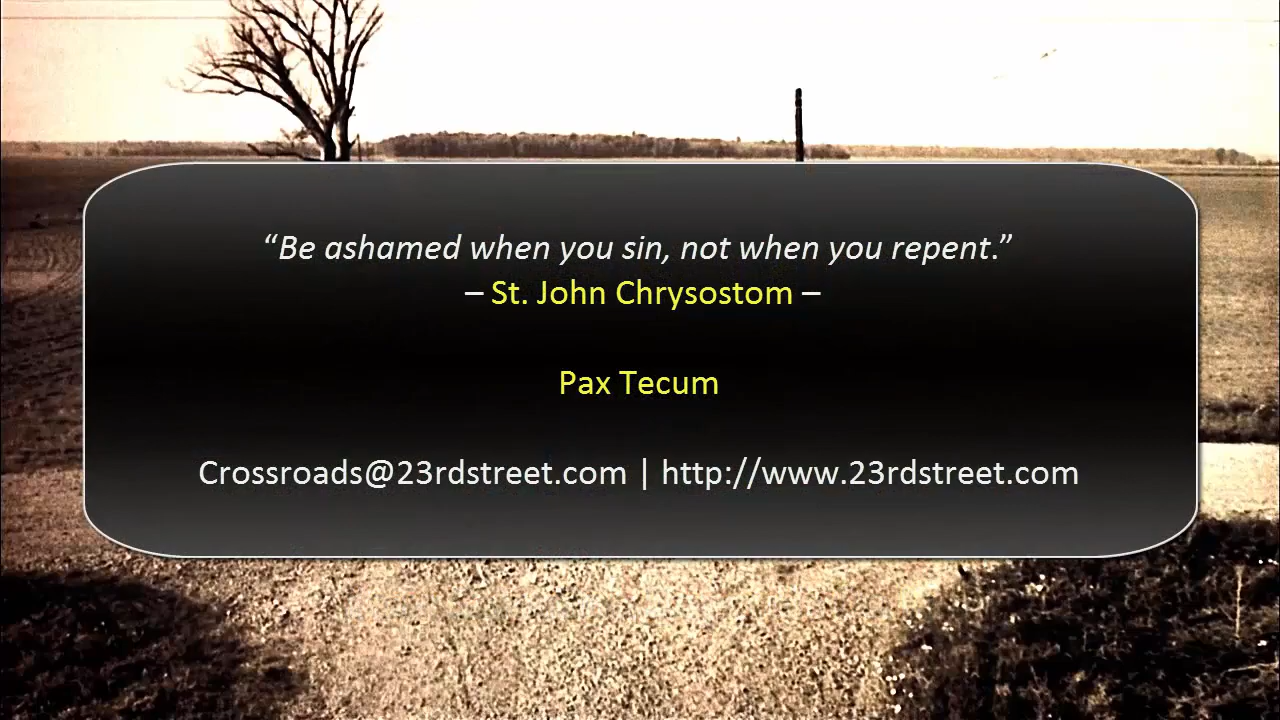 “Be ashamed when you sin, not when you repent.”
– St. John Chrysostom –
Pax Tecum
Crossroads@23rdstreet.com | http://www.23rdstreet.com